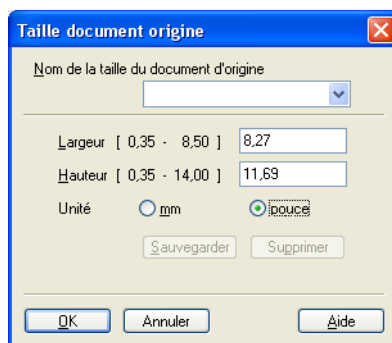 Taille document origine
Nom de la taille du document d'origine
Largeur [ 0,35 - 8,50 ] 8,27
Hauteur [ 0,35 - 14,00 ] 11,69
Unité mm pouce
Sauvegarder Supprimer
OK Annuler Aide